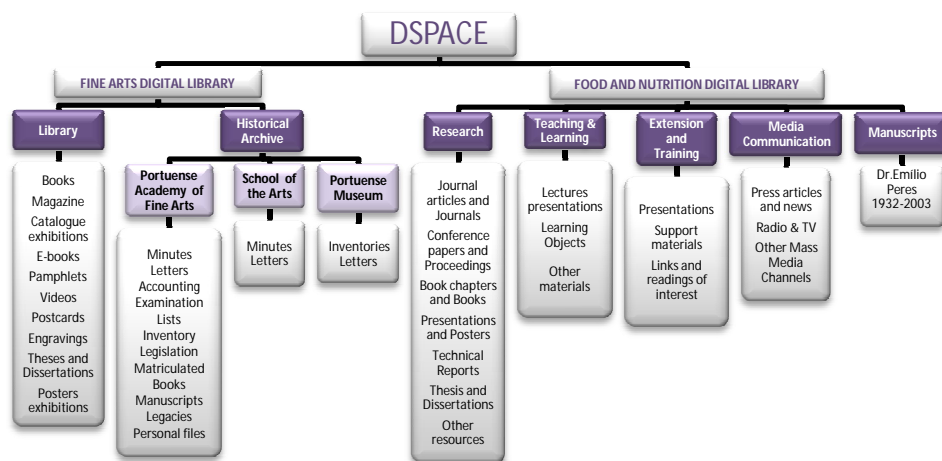 DSPACE
FINE ARTS DIGITAL LIBRARY
Library
Books
Magazine
Catalogue
exhibitions
E-books
Pamphlets
Videos
Postcards
Engravings
Theses and
Dissertations
Posters
exhibitions
Historical
Archive
Portuense
Academy of
Fine Arts
Minutes
Letters
Accounting
Examination
Lists
Inventory
Legislation
Matriculated
Books
Manuscripts
Legacies
Personal files
School of
the Arts
Minutes
Letters
Portuense
Museum
Inventories
Letters
FOOD AND NUTRITION DIGITAL LIBRARY
Research
Journal
articles and
Journals
Conference
papers and
Proceedings
Book chapters
and Books
Presentations
and Posters
Technical
Reports
Thesis and
Dissertations
Other
resources
Teaching &
Learning
Lectures
presentations
Learning
Objects
Other
materials
Extension
and
Training
Presentations
Support
materials
Links and
readings of
interest
Media
Communication
Press articles
and news
Radio & TV
Other Mass
Media
Channels
Manuscripts
Dr.Emílio
Peres
1932-2003